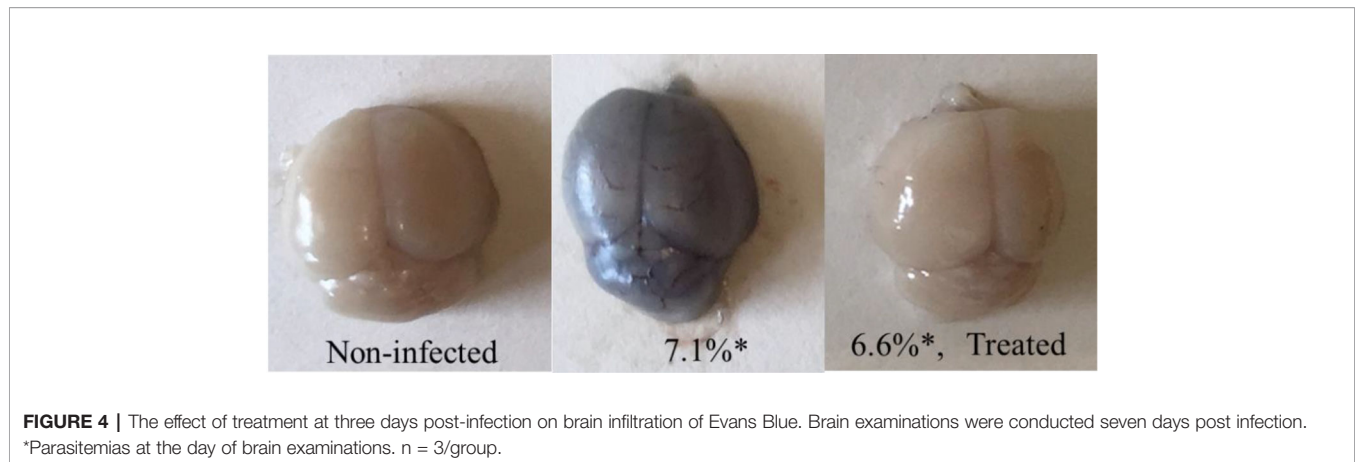 Non-infected
7.1%*
6.6%*, Treated
FIGURE 4 | The effect of treatment at three days post-infection on brain infiltration of Evans Blue. Brain examinations were conducted seven days post infection.
*Parasitemias at the day of brain examinations. n = 3/group.